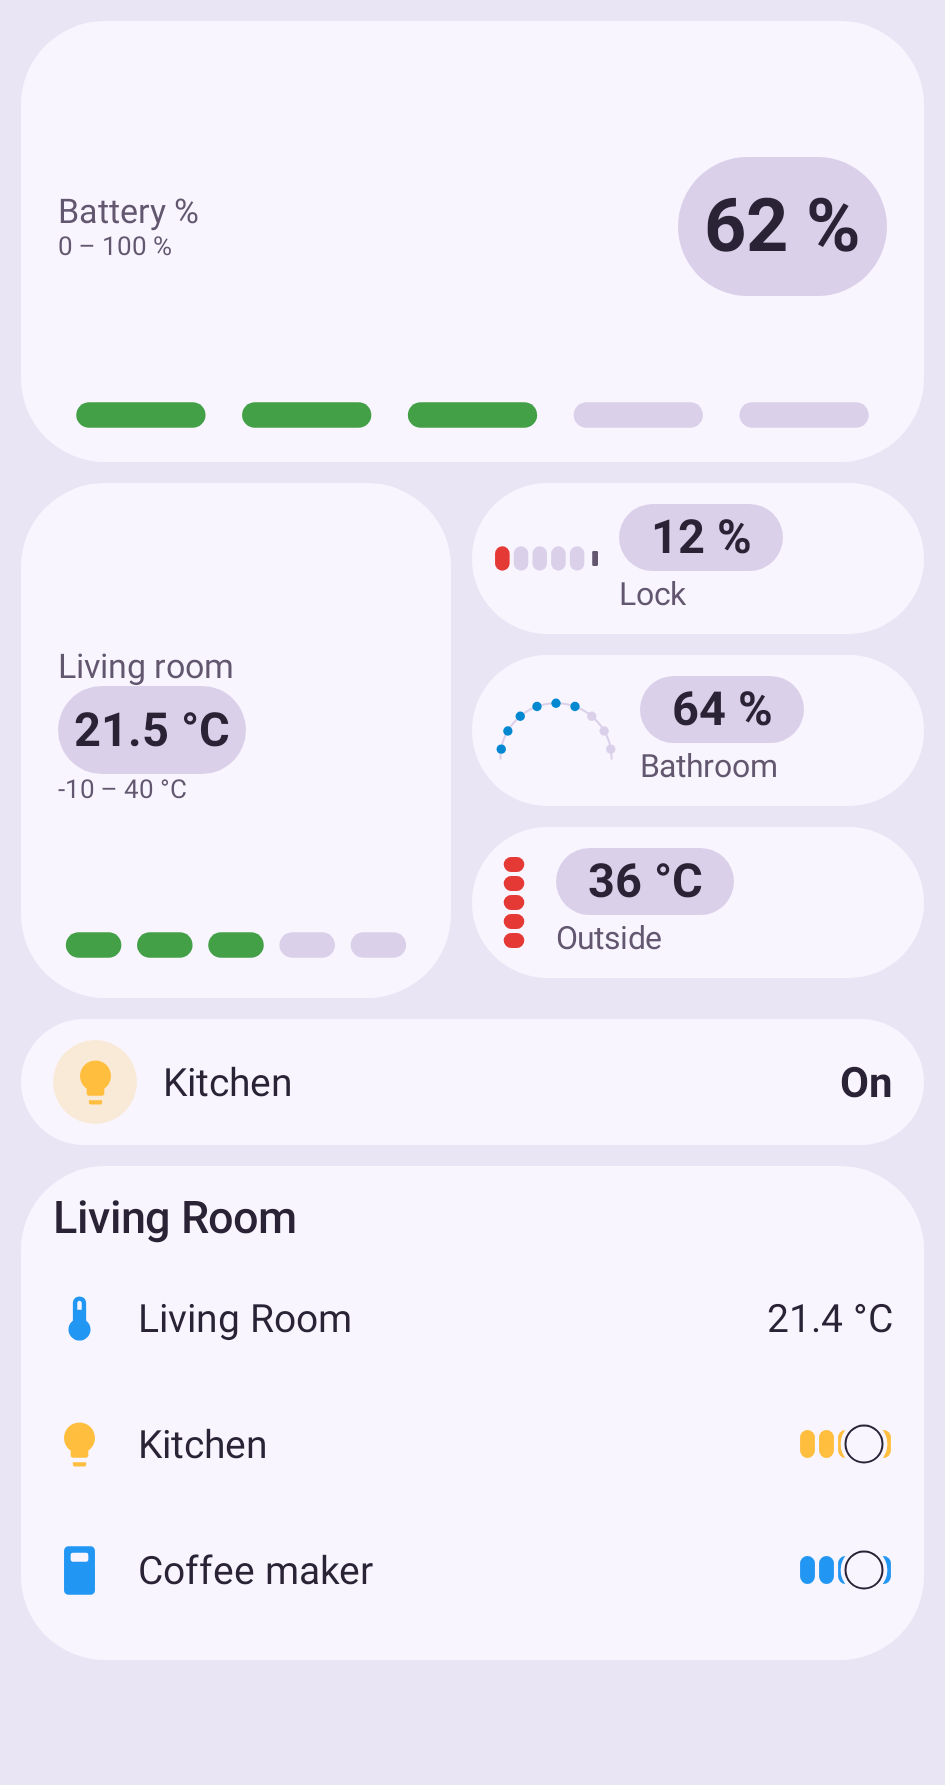 Battery %
0 – 100 %
62 %
Living room
21.5 °C
-10 – 40 °C
12 %
Lock
64 %
Bathroom
36 °C
Outside
Kitchen
On
Living Room
Living Room
21.4 °C
Kitchen
Coffee maker